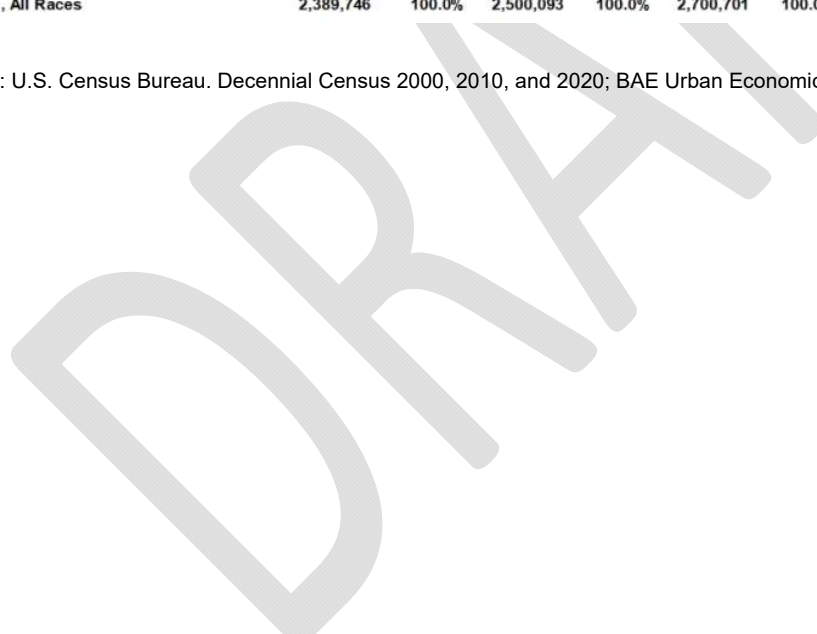 , All Races 2,389,746 100.0% 2,500,093 100.0% 2,700,701 100.0
: U.S. Census Bureau. Decennial Census 2000, 2010, and 2020; BAE Urban Economic
DRA